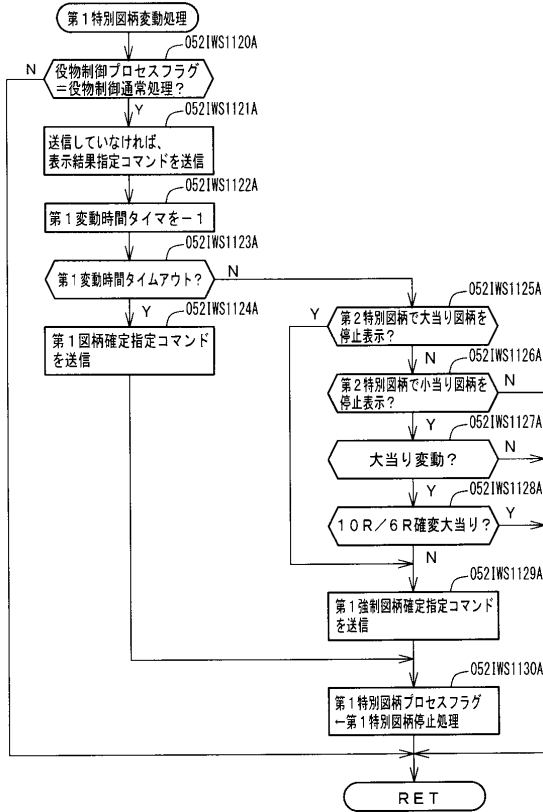 第1特別図柄変動処理
052IWS1120A
N
役物制御プロセスフラグ
=役物制御通常処理?
052IWS1121A
Y
送信していなければ、
表示結果指定コマンドを送信
052IWS1122A
第1変動時間タイマを-1
052IWS1123A
第1変動時間タイムアウト?
N
052IWS1124A
Y
第1図柄確定指定コマンド
を送信
052IWS1125A
Y
第2特別図柄で大当り図柄を
停止表示?
052IWS1126A
N
第2特別図柄で小当り図柄を
停止表示?
N
052IWS1127A
Y
大当り変動?
N
052IWS1128A
Y
10R/6R確変大当り?
Y
N
052IWS1129A
第1強制図柄確定指定コマンド
を送信
052IWS1130A
第1特別図柄プロセスフラグ
←第1特別図柄停止処理
RET